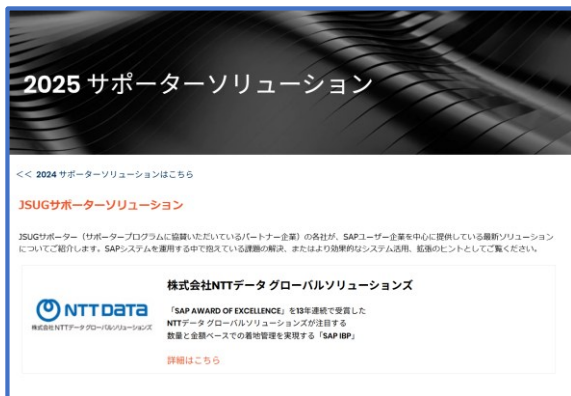 2025 サポーターソリューション
<< 2024 サポーターソリューションはこちら
JSUGサポーターソリューション
JSUGサポーター（サポータープログラムに協賛いただいているパートナー企業）の各社が、SAPユーザー企業を中心に提供している最新ソリューション
についてご紹介します。SAPシステムを運用する中で抱えている課題の解決、またはより効果的なシステム活用、拡張のヒントとしてご覧ください。
株式会社NTTデータ グローバルソリューションズ
NTT DATA
株式会社NTTデータ グローバルソリューションズ
「SAP AWARD OF EXCELLENCE」を13年連続で受賞した
NTTデータ グローバルソリューションズが注目する
数量と金額ベースでの着地管理を実現する「SAP IBP」
詳細はこちら